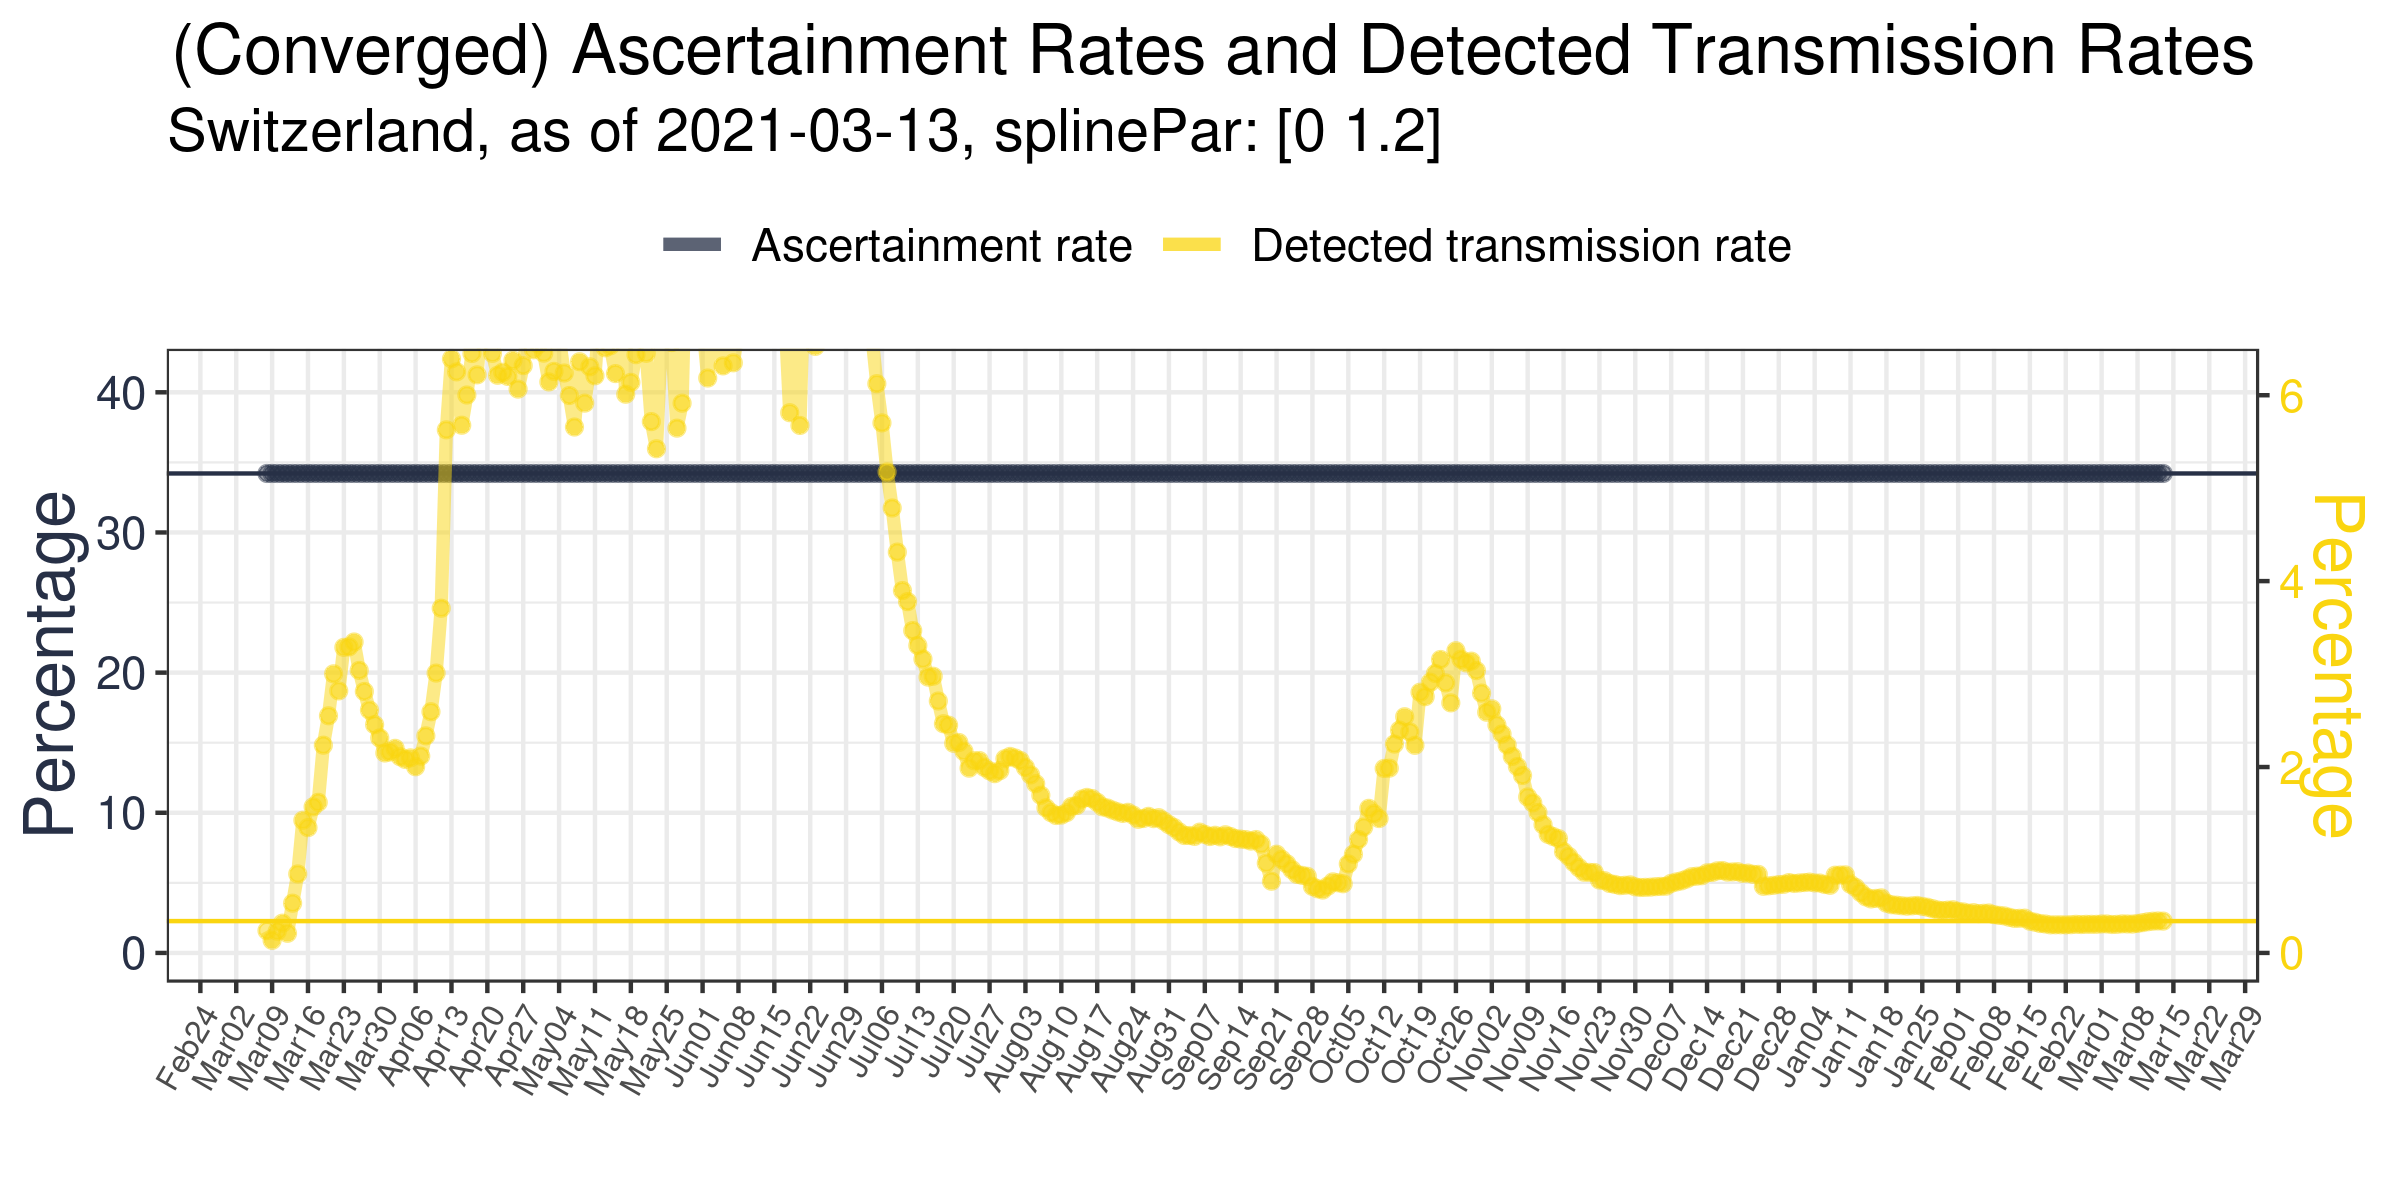 (Converged) Ascertainment Rates and Detected Transmission Rates
Switzerland, as of 2021-03-13, splinePar: [0 1.2]
Ascertainment rate
Detected transmission rate
Percentage
40
30
20
10
0
6
4
2
0
Percentage
Feb24
Mar02
Mar09
Mar16
Mar23
Mar30
Apr06
Apr13
Apr20
Apr27
May04
May11
May18
May25
Jun01
Jun08
Jun15
Jun22
Jun29
Jul06
Jul13
Jul20
Jul27
Aug03
Aug10
Aug17
Aug24
Aug31
Sep07
Sep14
Sep21
Sep28
Oct05
Oct12
Oct19
Oct26
Nov02
Nov09
Nov16
Nov23
Nov30
Dec07
Dec14
Dec21
Dec28
Jan04
Jan11
Jan18
Jan25
Feb01
Feb08
Feb15
Feb22
Mar01
Mar08
Mar15
Mar22
Mar29